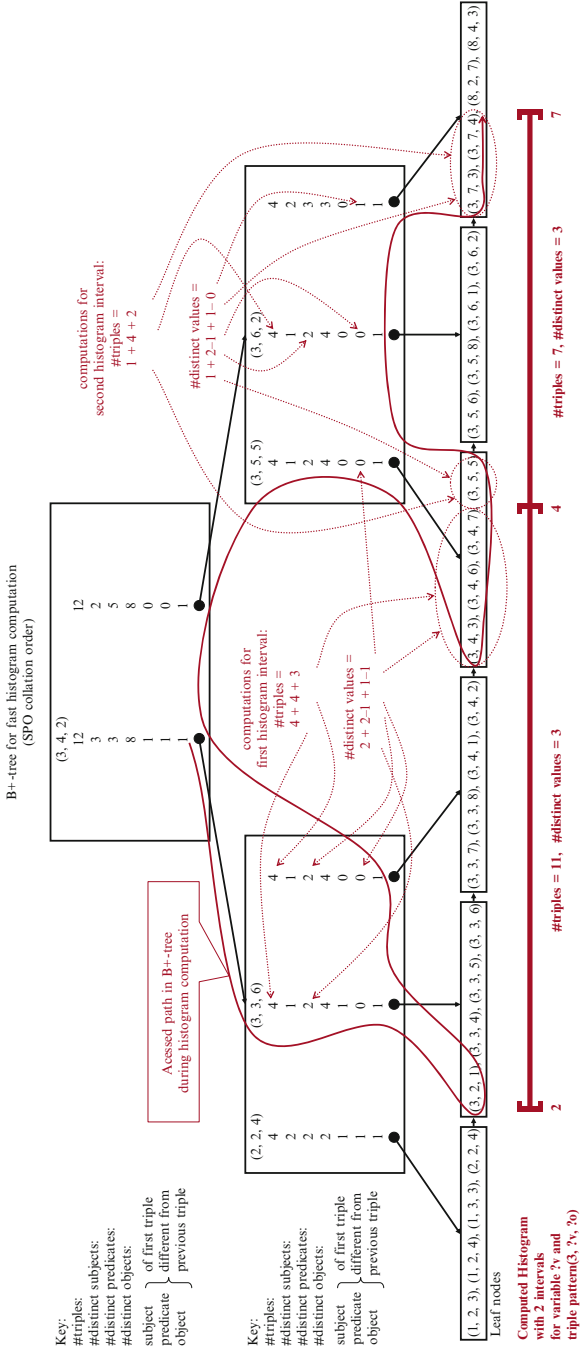 B+-tree for fast histogram computation
(SPO collation order)
Key: (3, 4, 2)
#triples: 12 12
#distinct subjects: 3 2
#distinct predicates: 3 5
#distinct objects: 8 8
subject 1 0
predicate 1 0
object 1 1
of first triple
different from
previous triple
Acessed path in B+-tree
during histogram computation
computations for
first histogram interval:
#triples =
4 + 4 + 3
#distinct values =
2 + 2–1 + 1–1
computations for
second histogram interval:
#triples =
1 + 4 + 2
#distinct values =
1 + 2–1 + 1– 0
Key: (2, 2, 4) (3, 3, 6) (3, 5, 5) (3, 6, 2)
#triples: 4 4 4 4 4 4
#distinct subjects: 2 1 1 1 1 2
#distinct predicates: 2 2 2 2 2 3
#distinct objects: 2 4 4 4 4 3
subject 1 1 0 0 0 0
predicate 1 0 0 0 0 1
object 1 1 1 1 1 1
of first triple
different from
previous triple
(1, 2, 3), (1, 2, 4), (1, 3, 3), (2, 2, 4)
(3, 2, 1), (3, 3, 4), (3, 3, 5), (3, 3, 6)
(3, 3, 7), (3, 3, 8), (3, 4, 1), (3, 4, 2)
(3, 4, 3), (3, 4, 6), (3, 4, 7), (3, 5, 5)
(3, 5, 6), (3, 5, 8), (3, 6, 1), (3, 6, 2)
(3, 7, 3), (3, 7, 4), (8, 2, 7), (8, 4, 3)
Leaf nodes
Computed Histogram
with 2 intervals
for variable ?v and
triple pattern(3, ?v, ?o)
2 4 7
#triples = 11, #distinct values = 3
#triples = 7, #distinct values = 3